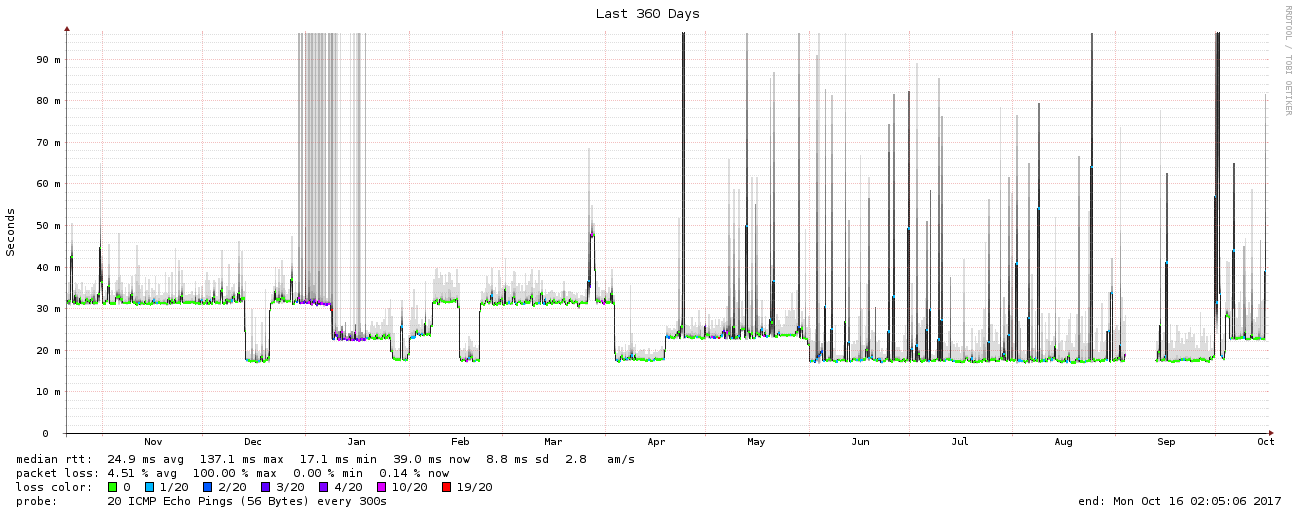 Last 360 Days
RRDTOOL / TOBI OETIKER
Seconds
90 m
80 m
70 m
60 m
50 m
40 m
30 m
20 m
10 m
0
Nov Dec Jan Feb Mar Apr May Jun Jul Aug Sep Oct
median rtt: 24.9 ms avg 137.1 ms max 17.1 ms min 39.0 ms now 8.8 ms sd 2.8 am/s
packet loss: 4.51 % avg 100.00 % max 0.00 % min 0.14 % now
loss color: 0 1/20 2/20 3/20 4/20 10/20 19/20
probe: 20 ICMP Echo Pings (56 Bytes) every 300s
end: Mon Oct 16 02:05:06 2017